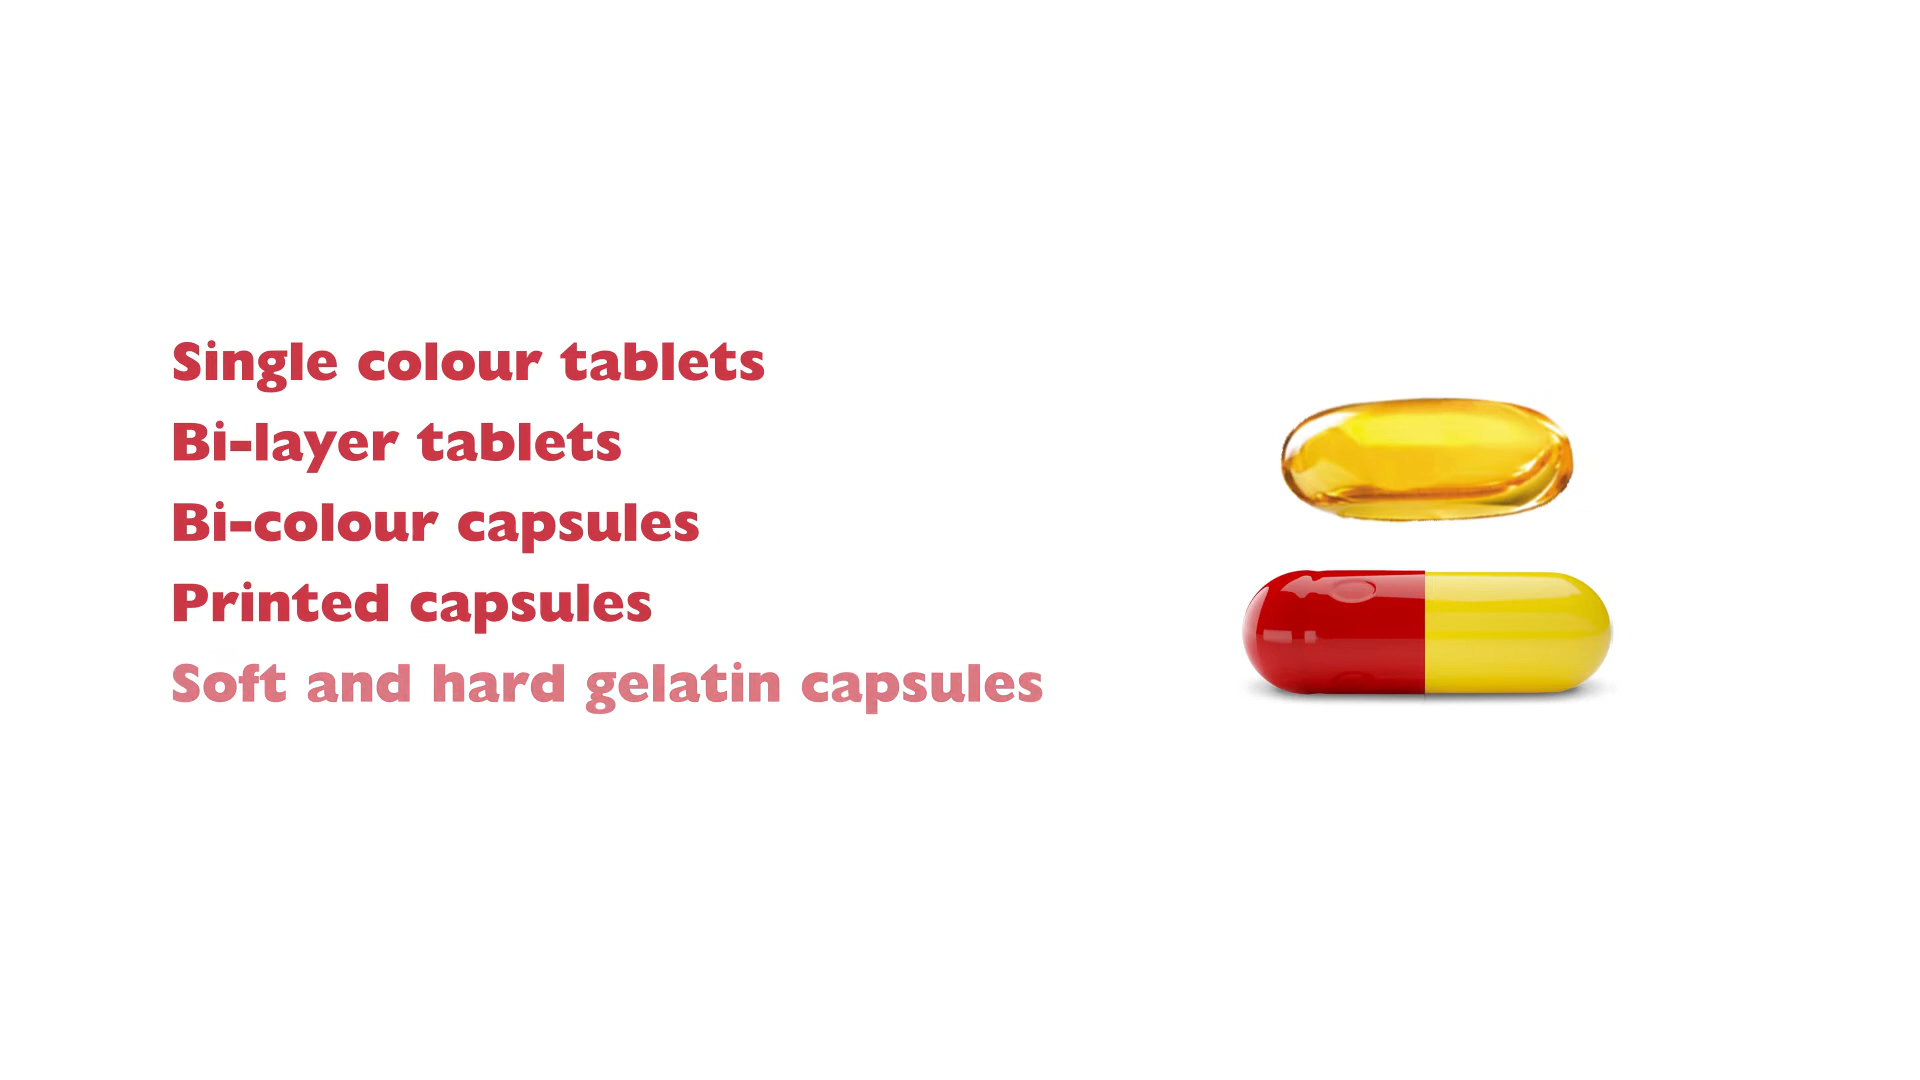 Single colour tablets
Bi-layer tablets
Bi-colour capsules
Printed capsules
Soft and hard gelatin capsules